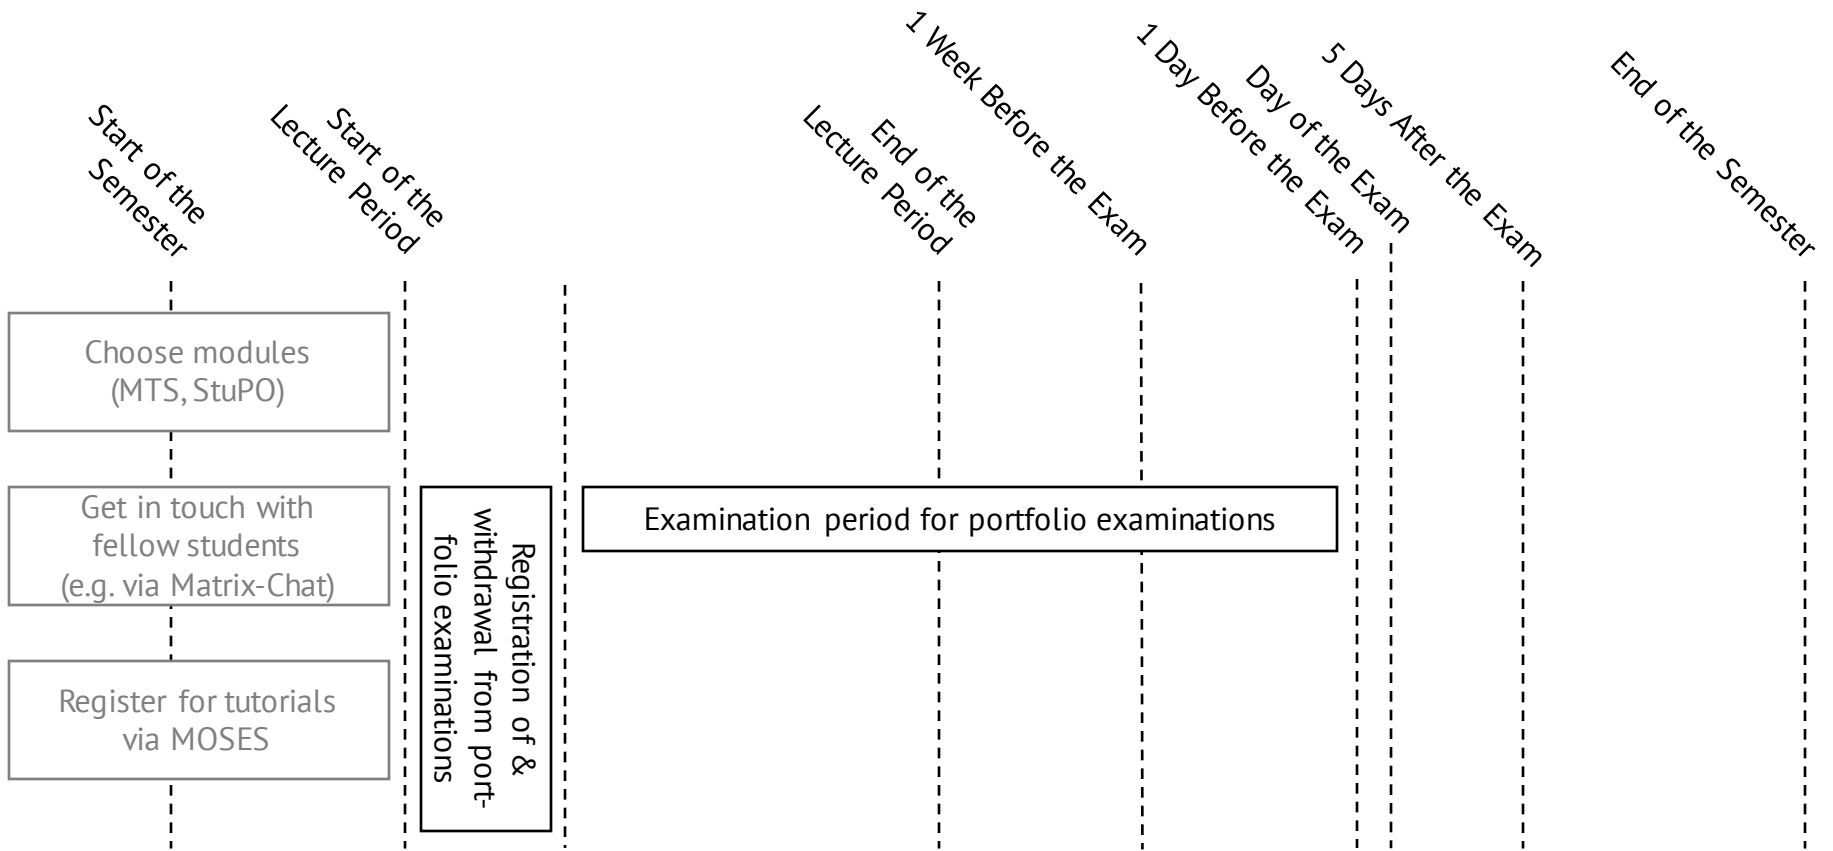 Start of the
Semester
Start of the
Lecture Period
End of the
Lecture Period
1 Week Before the Exam
1 Day Before the Exam
Day of the Exam
5 Days After the Exam
End of the Semester
Choose modules
(MTS, StuPO)
Get in touch with
fellow students
(e.g. via Matrix-Chat)
Register for tutorials
via MOSES
Registration of &
withdrawal from port-
folio examinations
Examination period for portfolio examinations